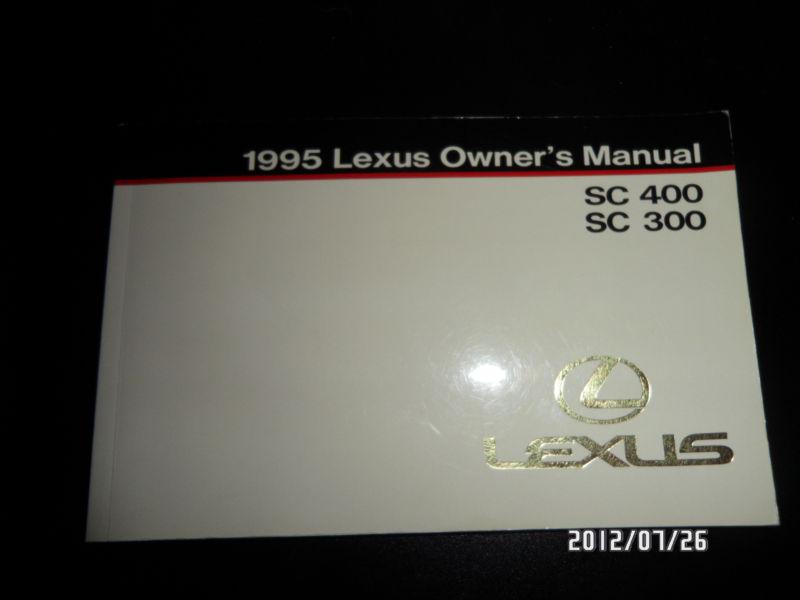 1995 Lexus Owner's Manual
SC 400
SC 300
LEXUS
2012/07/26